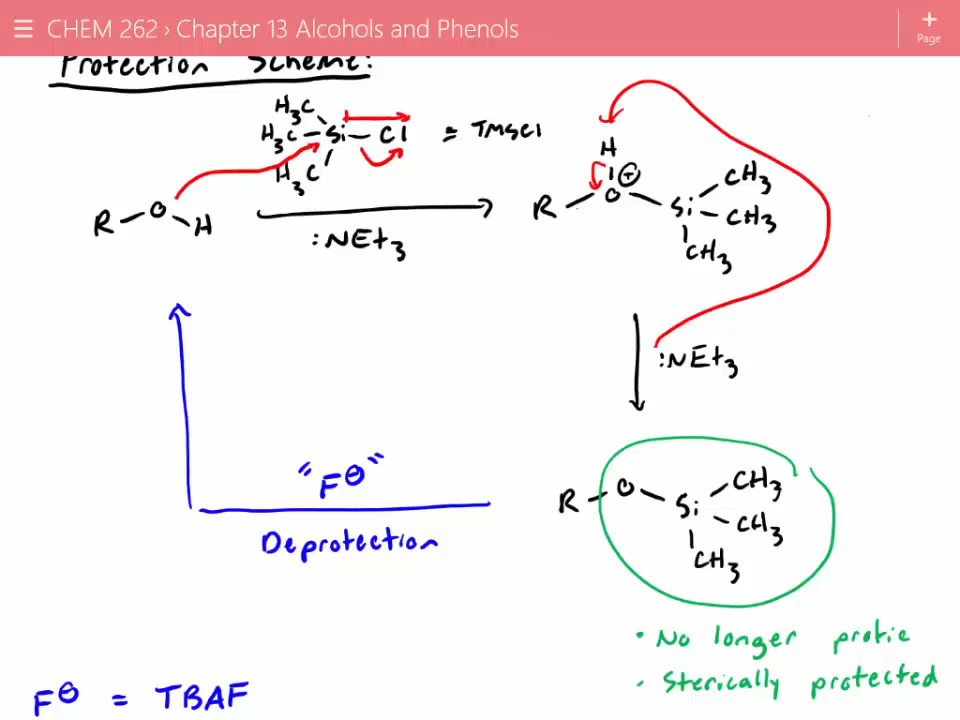 CHEM 262 › Chapter 13 Alcohols and Phenols
+
Page
Protection Scheme:
H3C
H3C Si Cl = TMSCl
H3C
R O H
:NEt3
H
⊕
R O Si CH3
CH3
CH3
:NEt3
"F⊖"
Deprotection
R O Si CH3
CH3
CH3
• No longer protic
• Sterically protected
F⊖ = TBAF